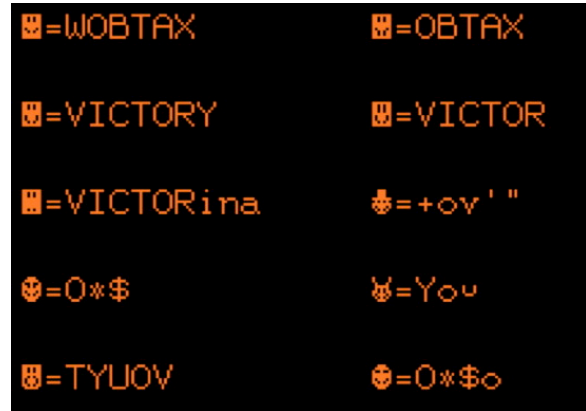 =WOBTAX =OBTAX
=VICTORY =VICTOR
=VICTORina =+ov'"
=O*$ =You
=TYUOV =O*$o